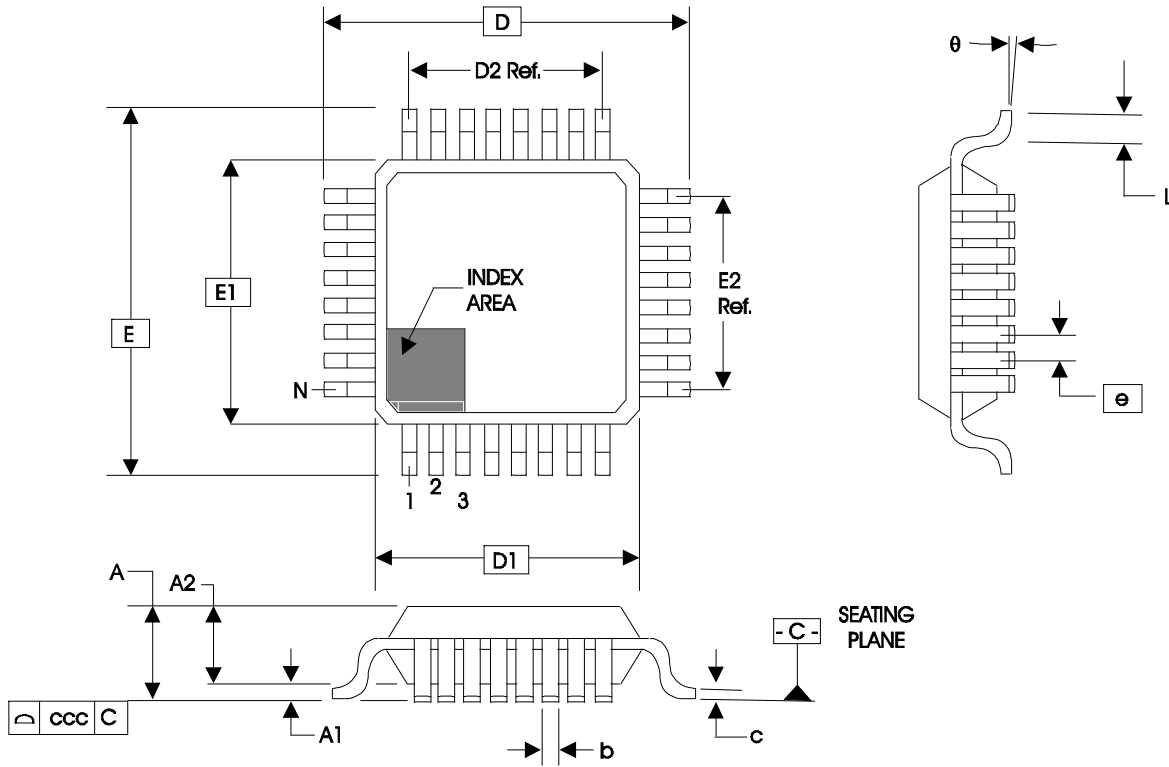 D
D2 Ref.
θ
L
E1
E
INDEX
AREA
E2
Ref.
N
e
1
2
3
D1
A
A2
- C -
SEATING
PLANE
ccc C
A1
b
c